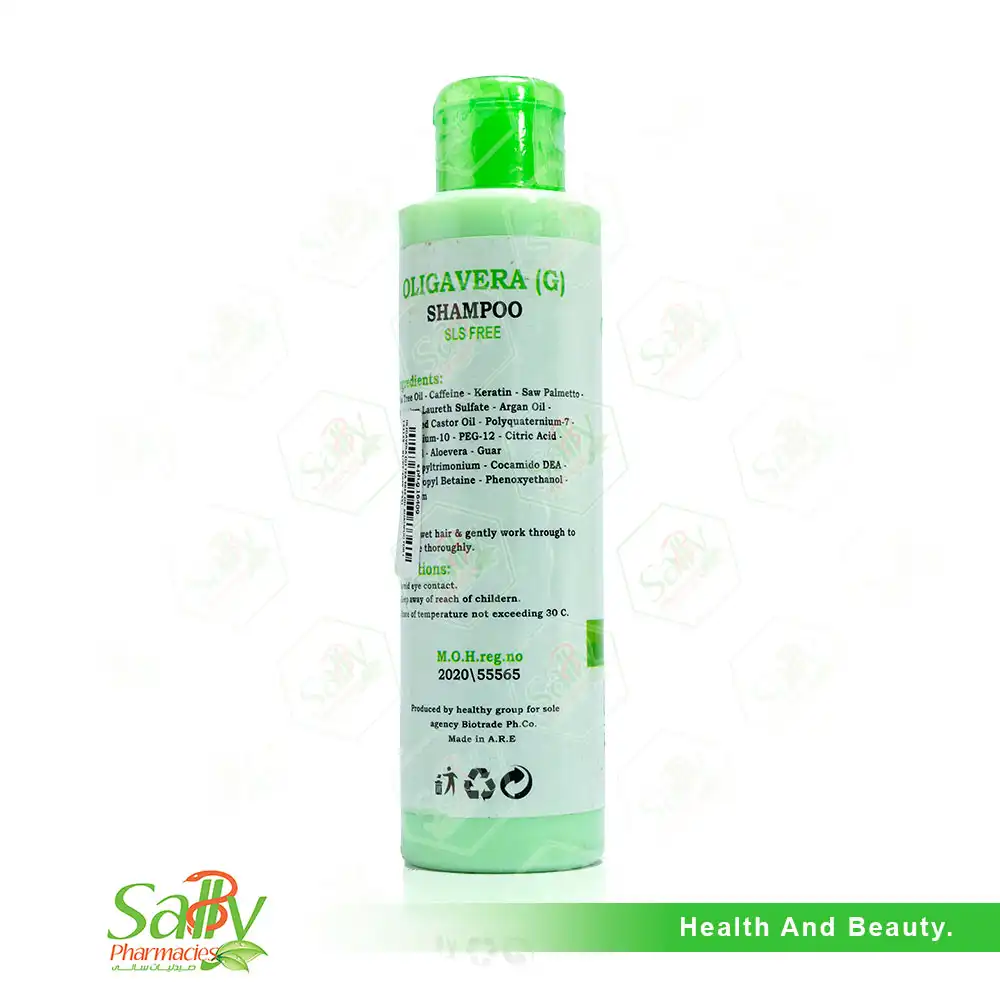 OLIGAVERA (G)
SHAMPOO
SLS FREE
Tree Oil - Caffeine - Keratin - Saw Palmetto -
Laureth Sulfate - Argan Oil -
Castor Oil - Polyquaternium-7 -
-10 - PEG-12 - Citric Acid -
- Aloevera - Guar
- Cocamido DEA -
Betaine - Phenoxyethanol -
wet hair & gently work through to
thoroughly.
eye contact.
away of reach of childern.
of temperature not exceeding 30 C.
M.O.H.reg.no
2020\55565
Produced by healthy group for sole
agency Biotrade Ph.Co.
Made in A.R.E
Sally
Pharmacies
صيدليات سالي
Health And Beauty.